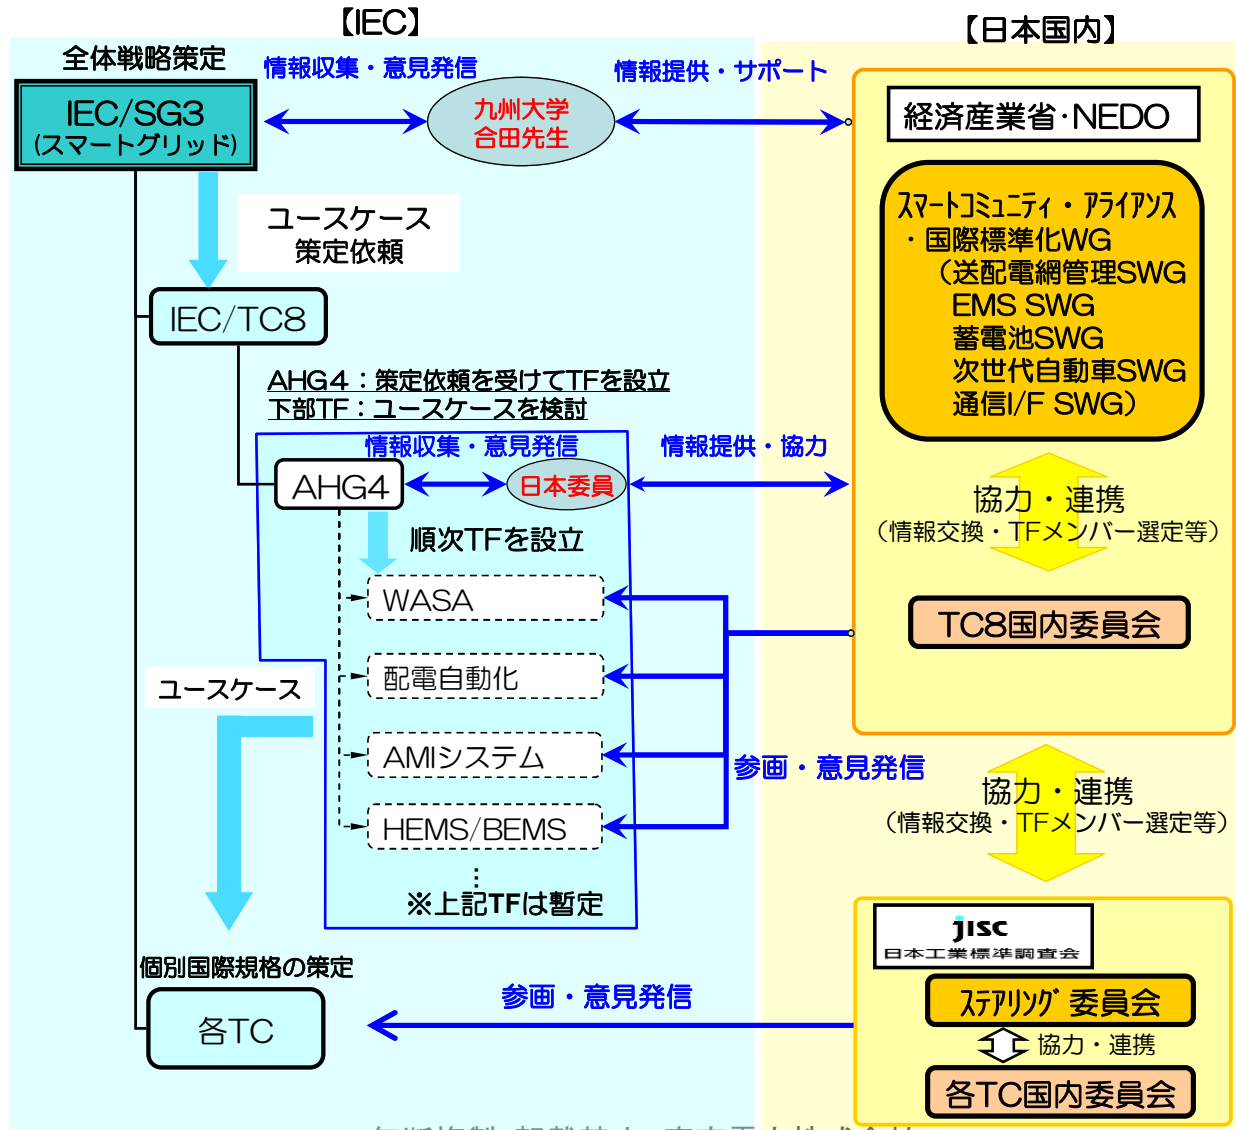 【IEC】
【日本国内】
全体戦略策定
IEC/SG3
(スマートグリッド)
情報収集・意見発信
九州大学
合田先生
情報提供・サポート
経済産業省・NEDO
スマートコミュニティ・アライアンス
・国際標準化WG
（送配電網管理SWG
EMS SWG
蓄電池SWG
次世代自動車SWG
通信I/F SWG）
ユースケース
策定依頼
IEC/TC8
AHG4：策定依頼を受けてTFを設立
下部TF：ユースケースを検討
情報収集・意見発信
情報提供・協力
AHG4
日本委員
協力・連携
（情報交換・TFメンバー選定等）
順次TFを設立
WASA
TC8国内委員会
配電自動化
ユースケース
AMIシステム
参画・意見発信
協力・連携
（情報交換・TFメンバー選定等）
HEMS/BEMS
⋮
※上記TFは暫定
jISC
日本工業標準調査会
個別国際規格の策定
各TC
参画・意見発信
ステアリング委員会
協力・連携
各TC国内委員会